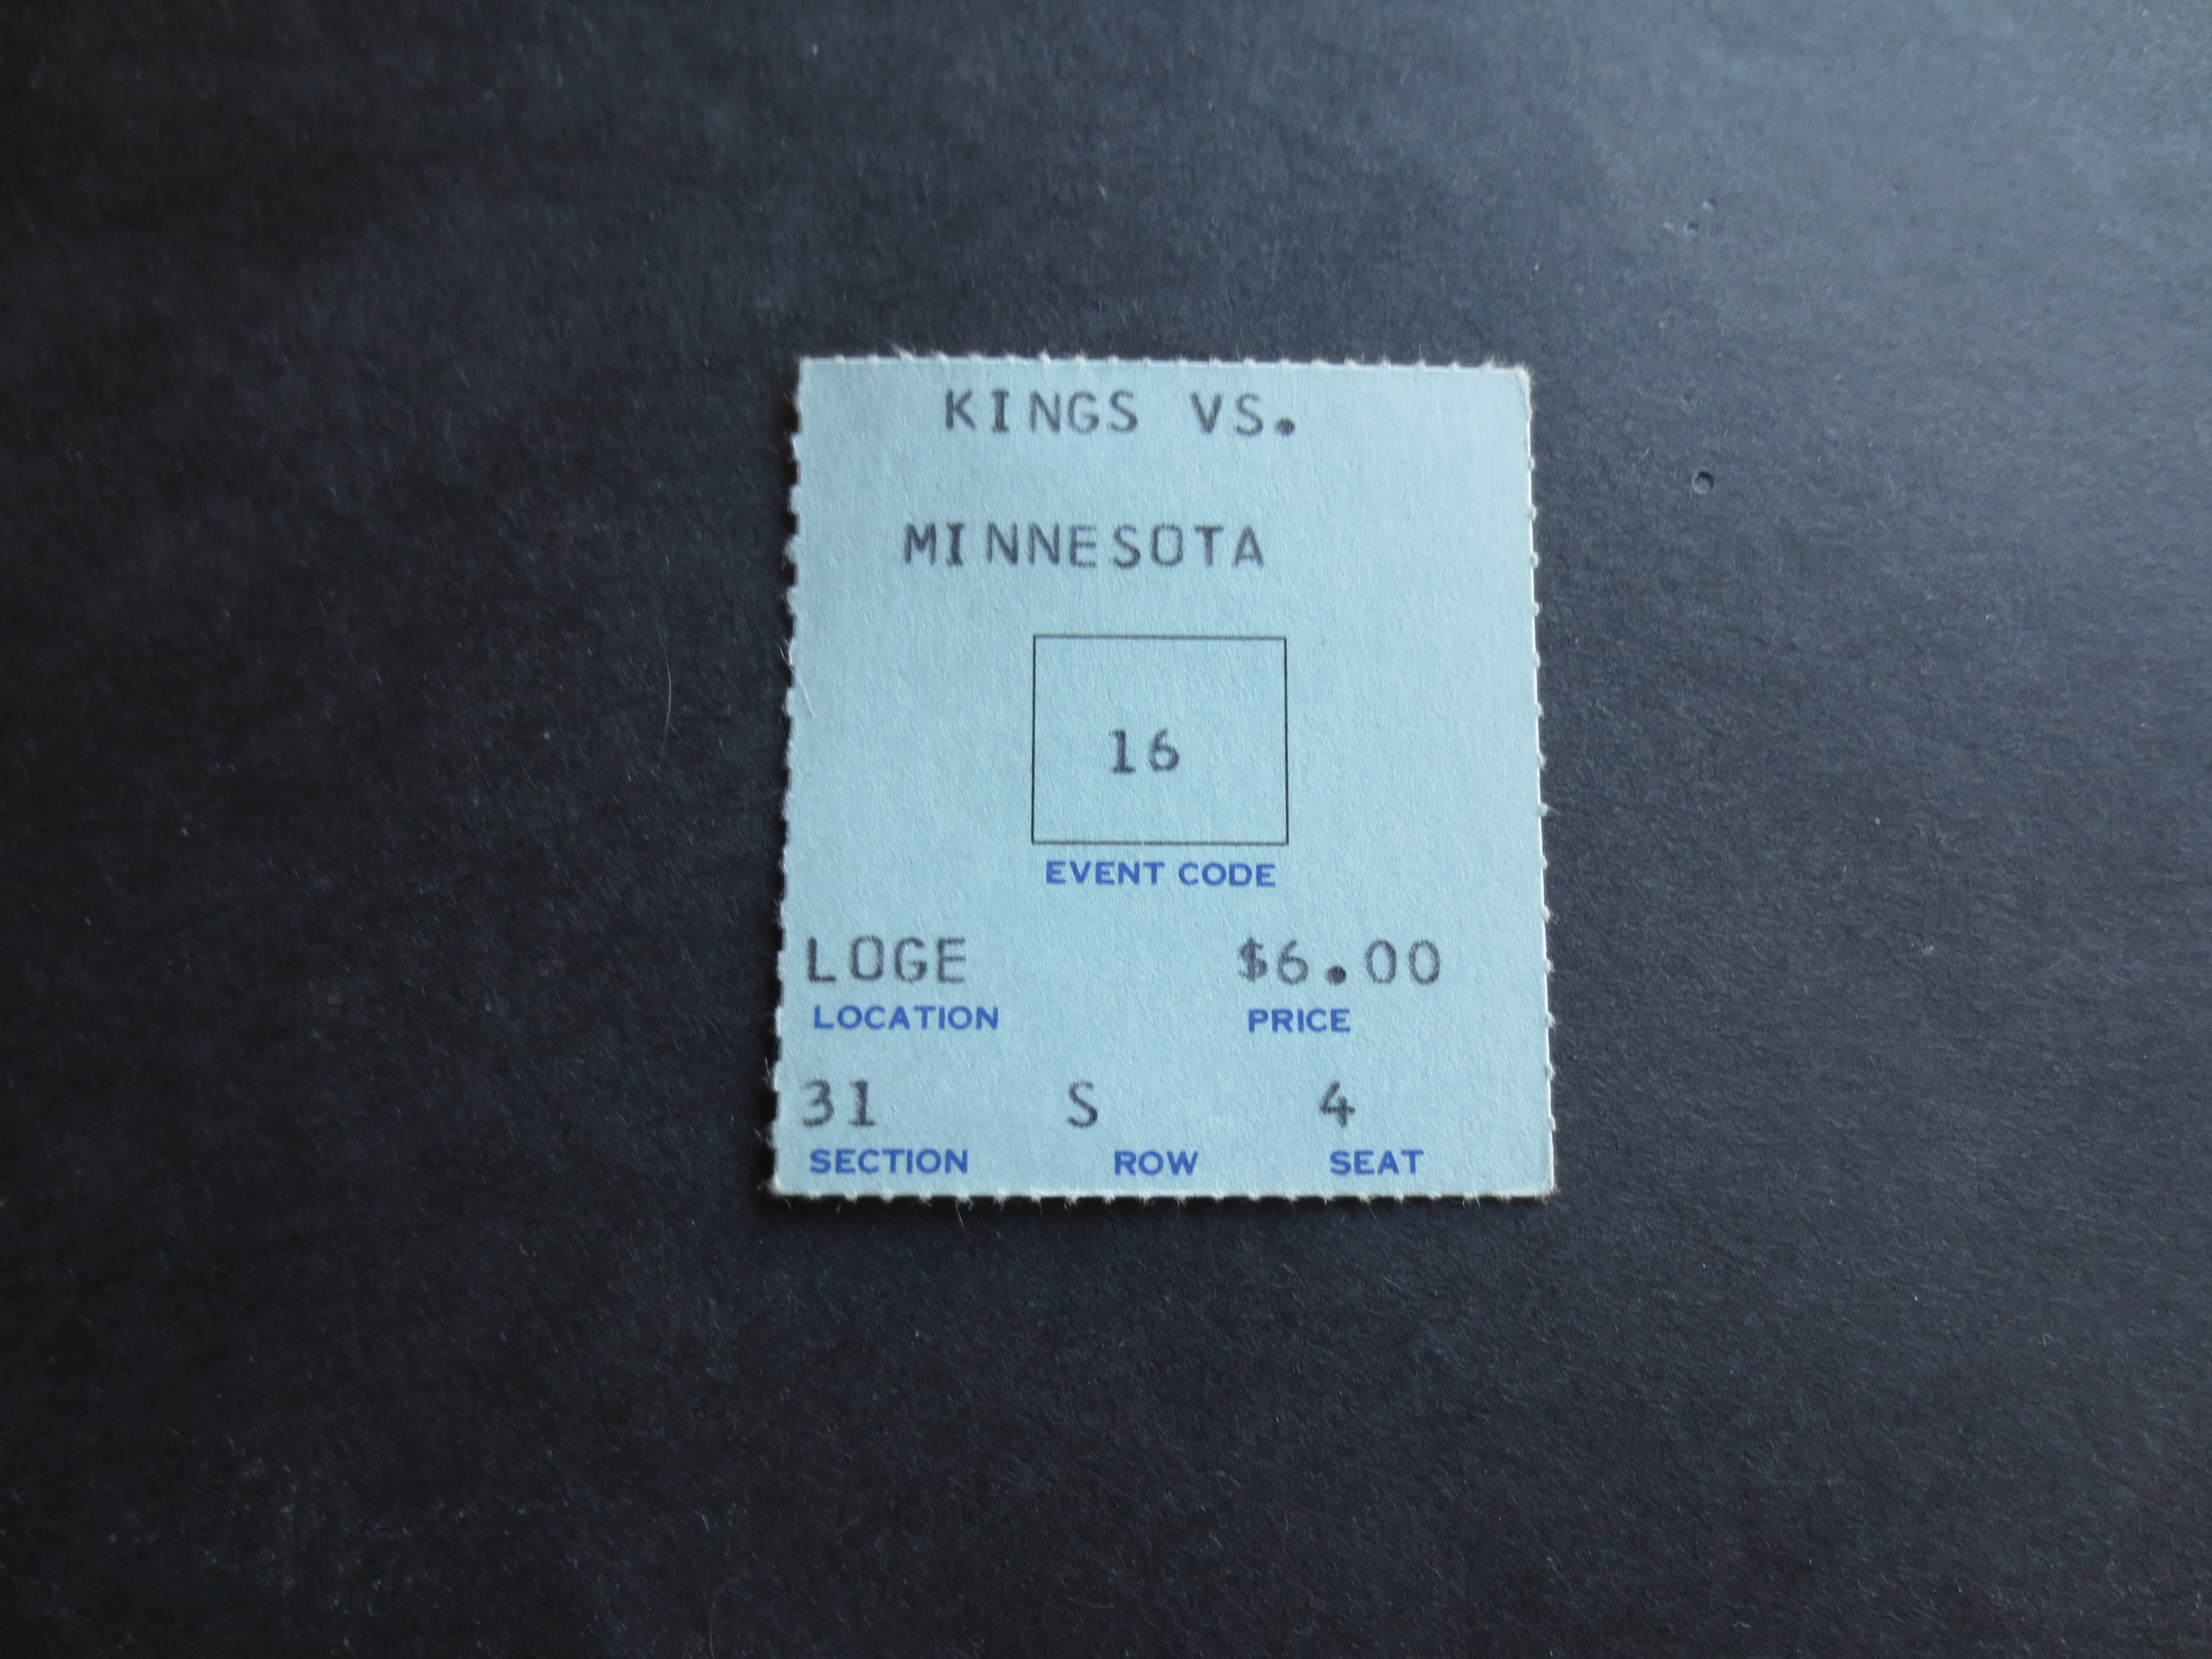 KINGS VS.
MINNESOTA
16
EVENT CODE
LOGE $6.00
LOCATION PRICE
31 S 4
SECTION ROW SEAT